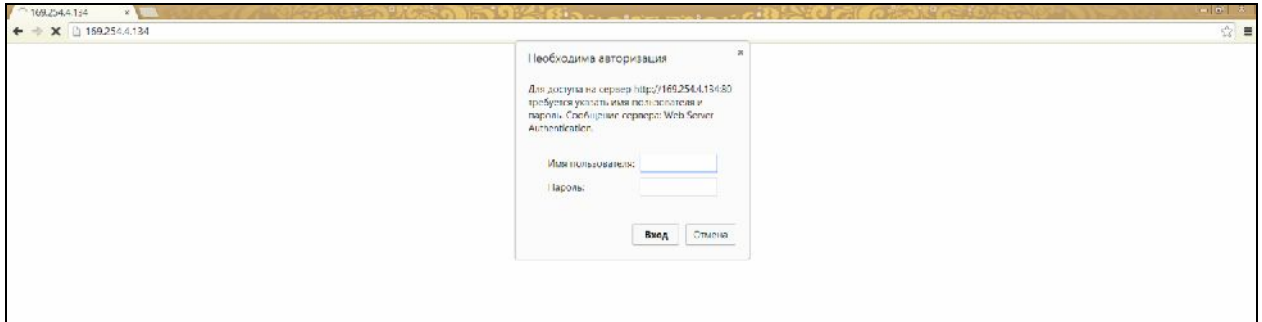 169.254.4.134
169.254.4.134
Необходима авторизация
Для доступа на сервер http://169.254.4.134:80
требуется указать имя пользователя и
пароль. Сообщение сервера: Web Server
Authentication.
Имя пользователя:
Пароль:
Вход Отмена